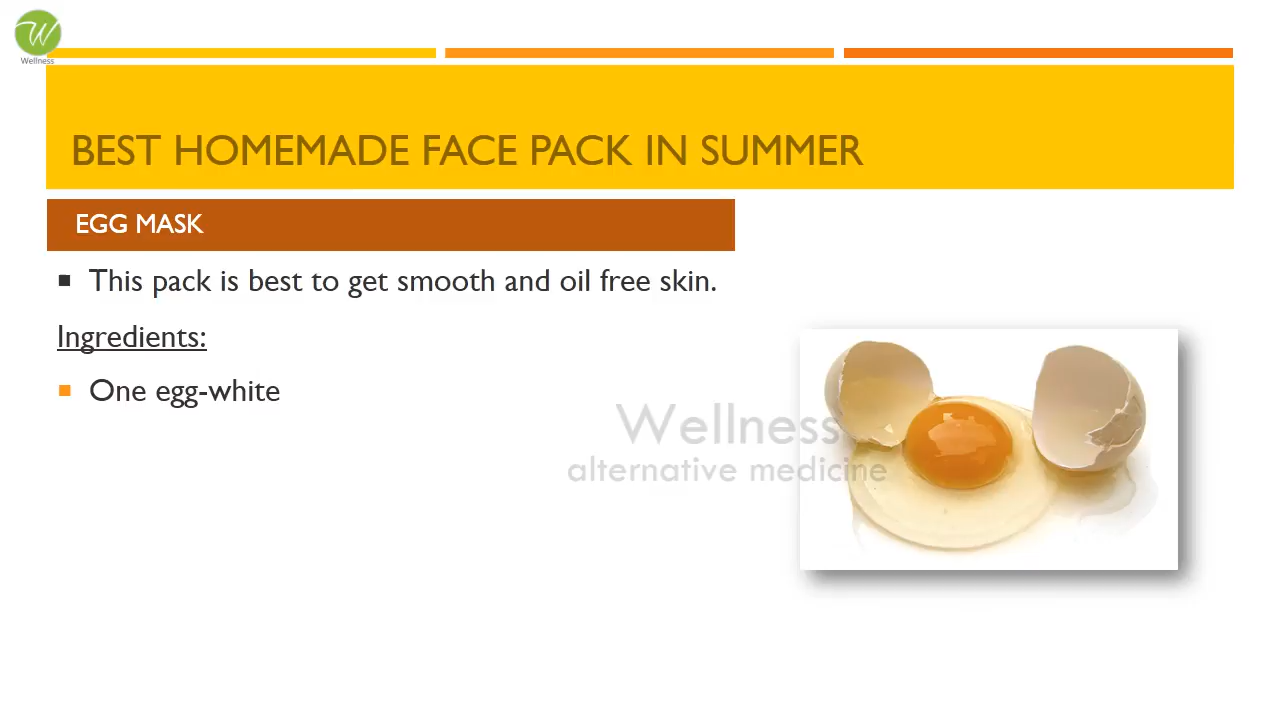 W
Wellness
BEST HOMEMADE FACE PACK IN SUMMER
EGG MASK
This pack is best to get smooth and oil free skin.
Ingredients:
One egg-white
Wellness
alternative medicine